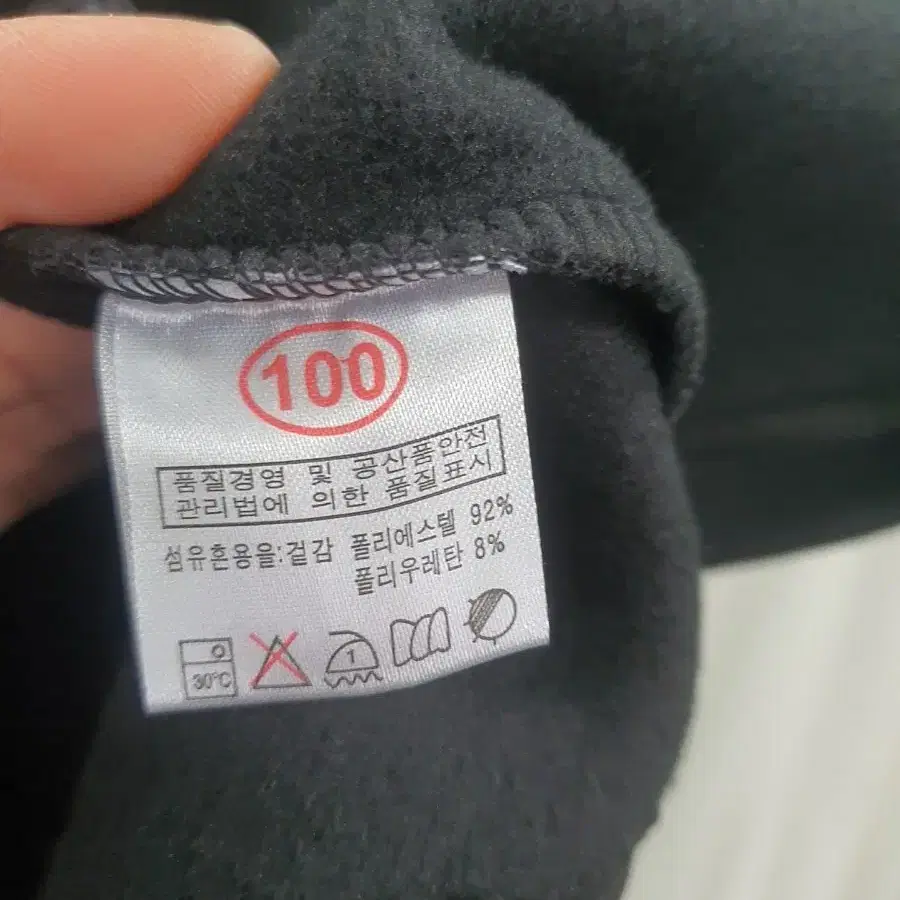 100
품질경영 및 공산품안전
관리법에 의한 품질표시
섬유혼용율:겉감 폴리에스텔 92%
폴리우레탄 8%
30℃
1